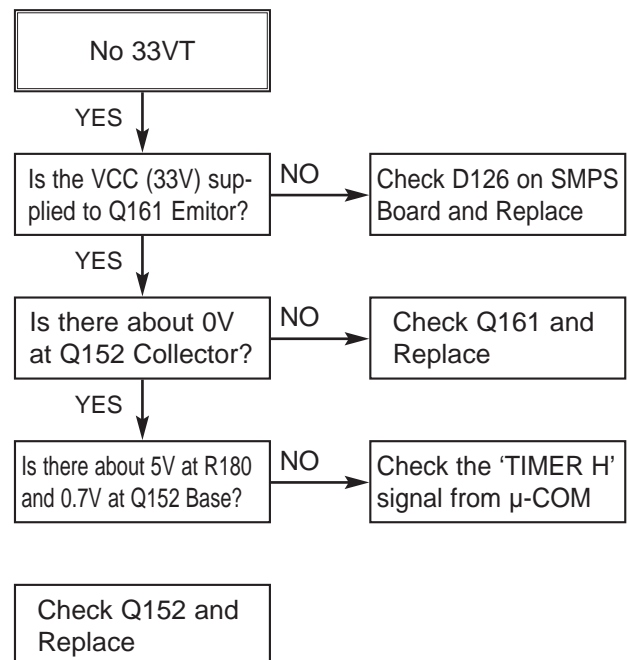 No 33VT
YES
Is the VCC (33V) sup-
plied to Q161 Emitor?
NO
Check D126 on SMPS
Board and Replace
YES
Is there about 0V
at Q152 Collector?
NO
Check Q161 and
Replace
YES
Is there about 5V at R180
and 0.7V at Q152 Base?
NO
Check the ‘TIMER H’
signal from µ-COM
Check Q152 and
Replace